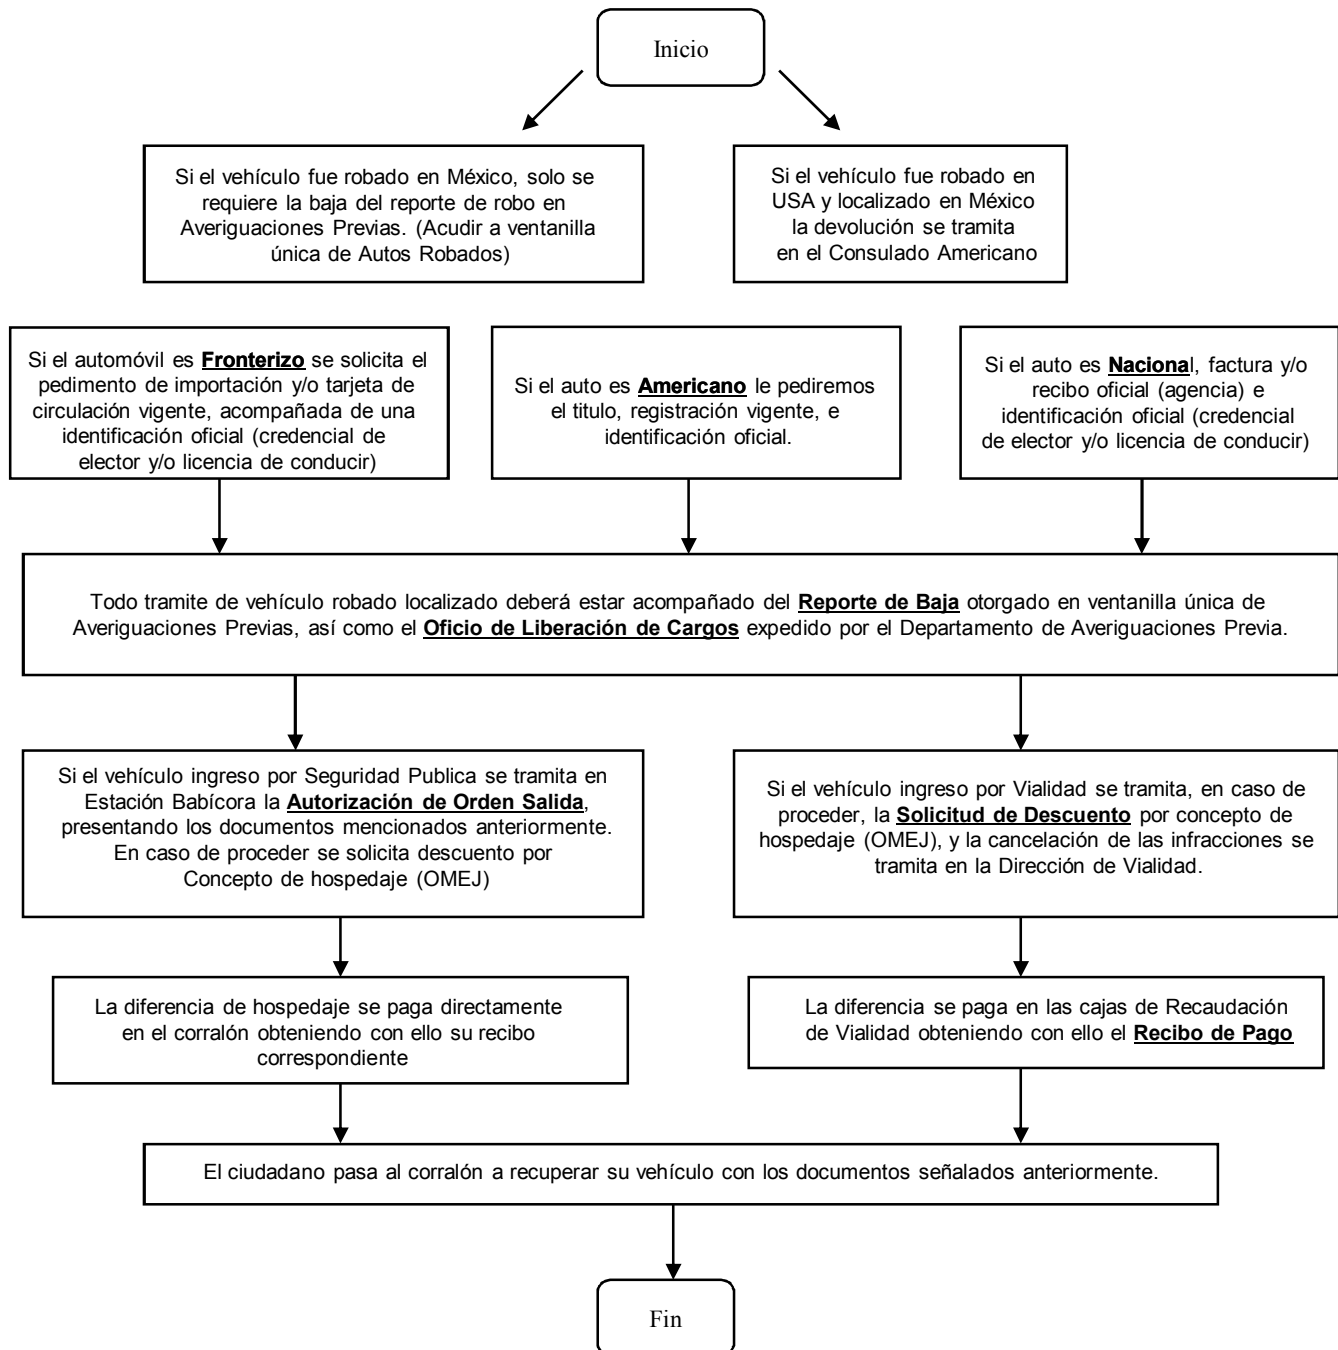 Inicio
Si el vehículo fue robado en México, solo se
requiere la baja del reporte de robo en
Averiguaciones Previas. (Acudir a ventanilla
única de Autos Robados)
Si el vehículo fue robado en
USA y localizado en México
la devolución se tramita
en el Consulado Americano
Si el automóvil es Fronterizo se solicita el
pedimento de importación y/o tarjeta de
circulación vigente, acompañada de una
identificación oficial (credencial de
elector y/o licencia de conducir)
Si el auto es Americano le pediremos
el titulo, registración vigente, e
identificación oficial.
Si el auto es Nacional, factura y/o
recibo oficial (agencia) e
identificación oficial (credencial
de elector y/o licencia de conducir)
Todo tramite de vehículo robado localizado deberá estar acompañado del Reporte de Baja otorgado en ventanilla única de
Averiguaciones Previas, así como el Oficio de Liberación de Cargos expedido por el Departamento de Averiguaciones Previa.
Si el vehículo ingreso por Seguridad Publica se tramita en
Estación Babícora la Autorización de Orden Salida,
presentando los documentos mencionados anteriormente.
En caso de proceder se solicita descuento por
Concepto de hospedaje (OMEJ)
Si el vehículo ingreso por Vialidad se tramita, en caso de
proceder, la Solicitud de Descuento por concepto de
hospedaje (OMEJ), y la cancelación de las infracciones se
tramita en la Dirección de Vialidad.
La diferencia de hospedaje se paga directamente
en el corralón obteniendo con ello su recibo
correspondiente
La diferencia se paga en las cajas de Recaudación
de Vialidad obteniendo con ello el Recibo de Pago
El ciudadano pasa al corralón a recuperar su vehículo con los documentos señalados anteriormente.
Fin